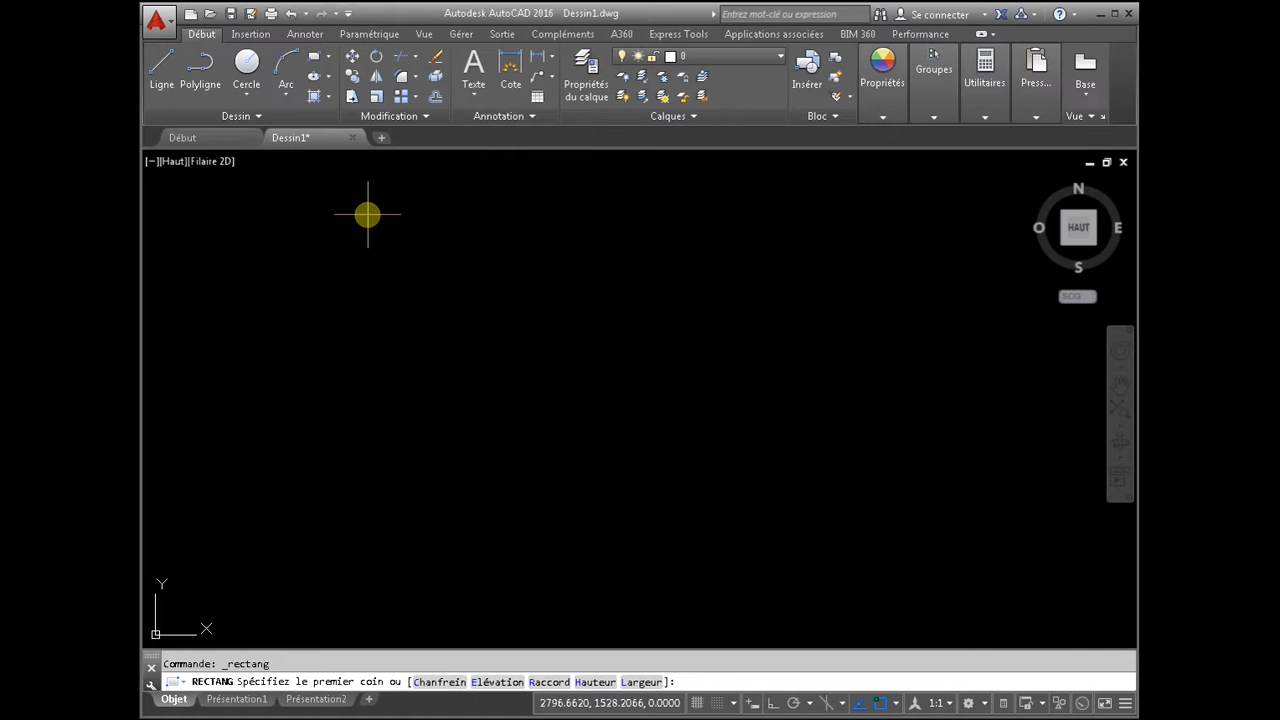 Autodesk AutoCAD 2016 Dessin1.dwg
Entrez mot-clé ou expression
Se connecter
Début Insertion Annoter Paramétrique Vue Gérer Sortie Compléments A360 Express Tools Applications associées BIM 360 Performance
0
Ligne Polyligne Cercle Arc
Texte Cote
Propriétés du calque
Insérer
Propriétés
Groupes
Utilitaires
Press...
Base
Dessin Modification Annotation Calques Bloc Vue
Début Dessin1*
[−][Haut][Filaire 2D]
N
O HAUT E
S
SCG
Y
X
Commande: _rectang
RECTANG Spécifiez le premier coin ou [Chanfrein Elévation Raccord Hauteur Largeur]:
Objet Présentation1 Présentation2 + 2796.6620, 1528.2066, 0.0000 1:1